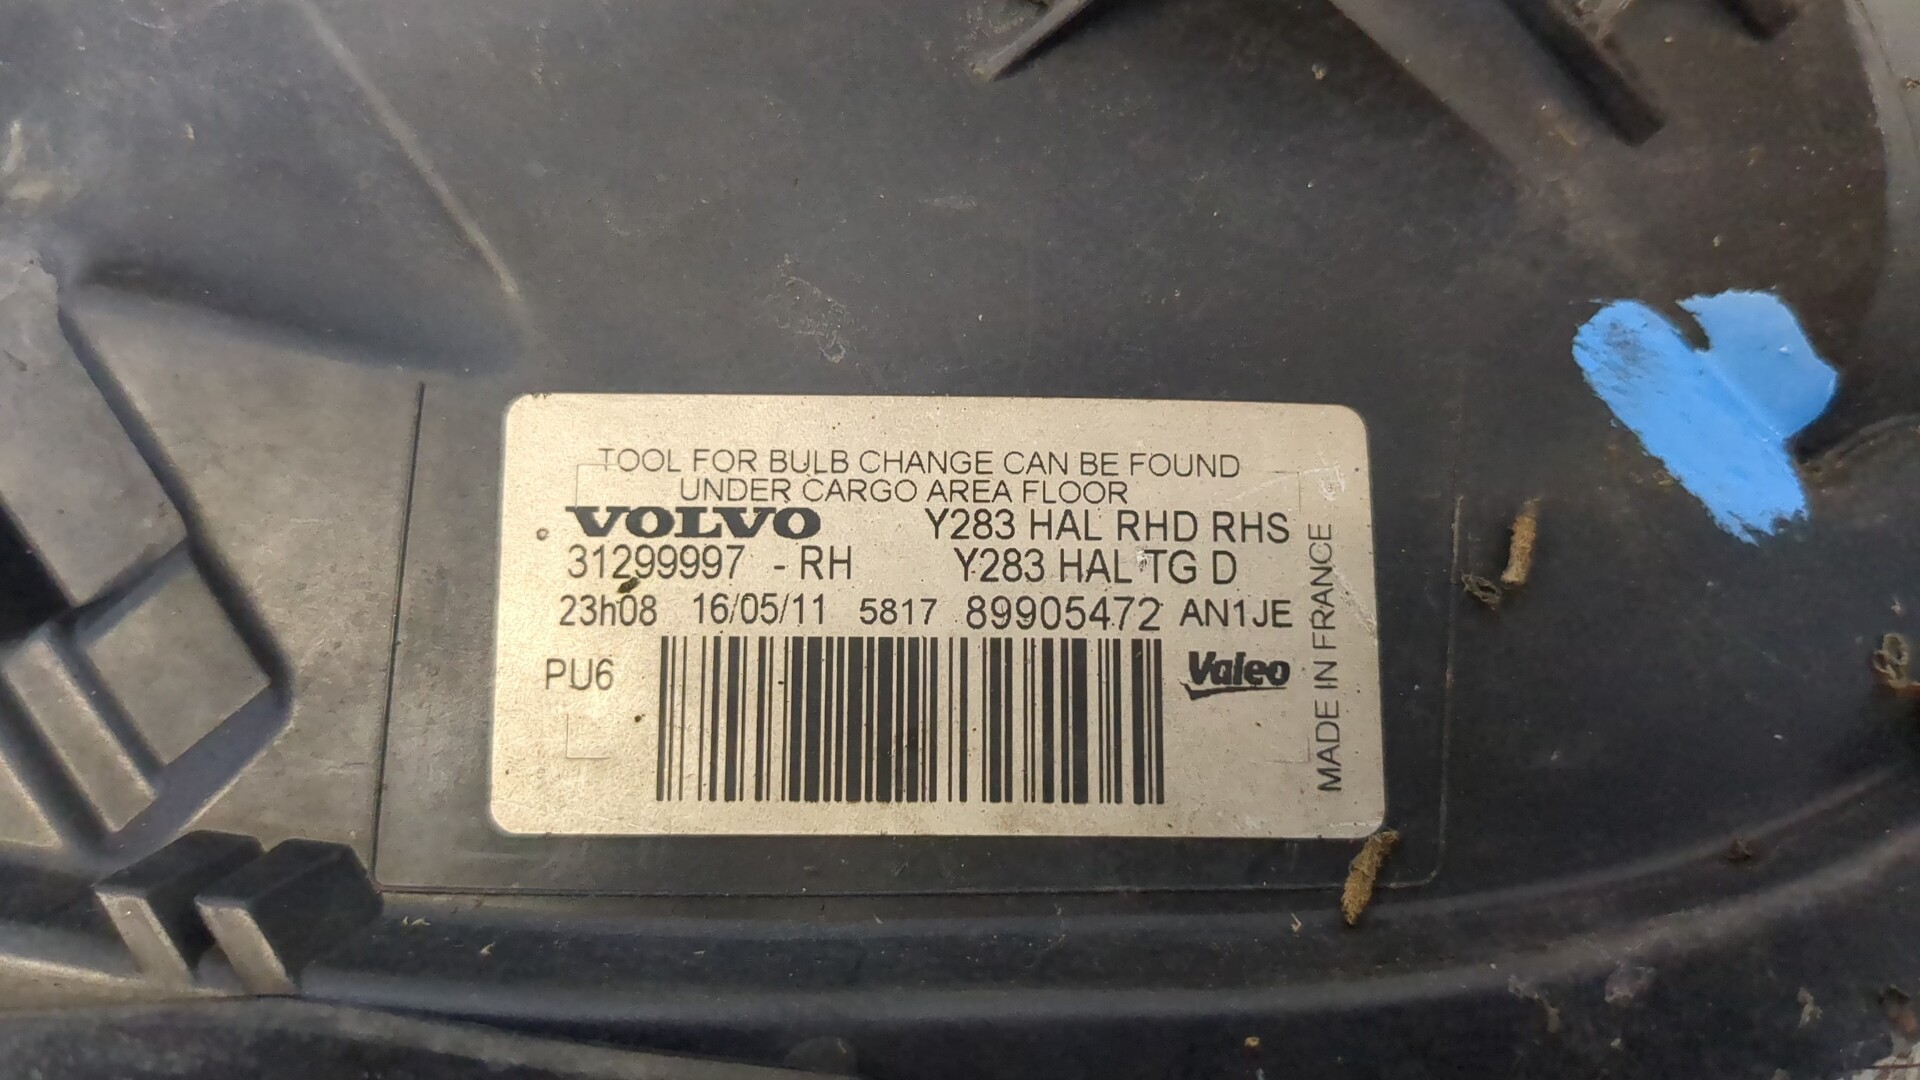 TOOL FOR BULB CHANGE CAN BE FOUND
UNDER CARGO AREA FLOOR
VOLVO Y283 HAL RHD RHS
31299997 - RH Y283 HAL TG D
23h08 16/05/11 5817 89905472 AN1JE
PU6 Valeo
MADE IN FRANCE